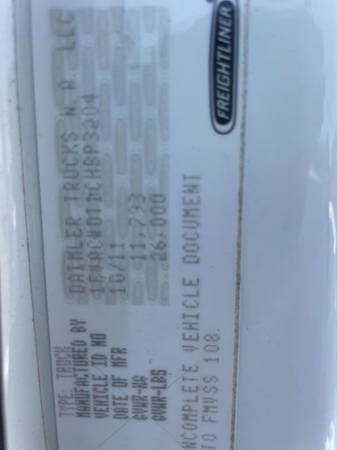 FREIGHTLINER
TYPE: TRUCK
MANUFACTURED BY DAIMLER TRUCKS N.A. LLC
VEHICLE ID NO 1FVACWDT1CHBP3204
DATE OF MFR 10/11
GVWR-KG 11,793
GVWR-LBS 26,000
NCOMPLETE VEHICLE DOCUMENT
TO FMVSS 108.